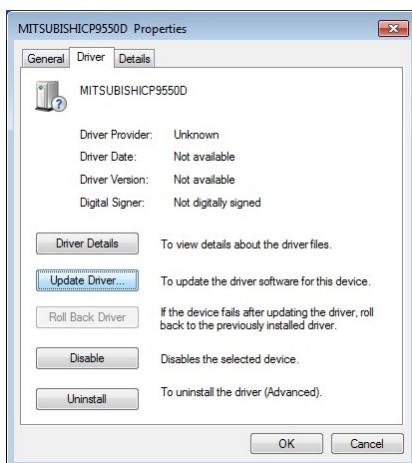 MITSUBISHICP9550D Properties
General Driver Details
MITSUBISHICP9550D
Driver Provider: Unknown
Driver Date: Not available
Driver Version: Not available
Digital Signer: Not digitally signed
Driver Details To view details about the driver files.
Update Driver... To update the driver software for this device.
Roll Back Driver If the device fails after updating the driver, roll
back to the previously installed driver.
Disable Disables the selected device.
Uninstall To uninstall the driver (Advanced).
OK Cancel